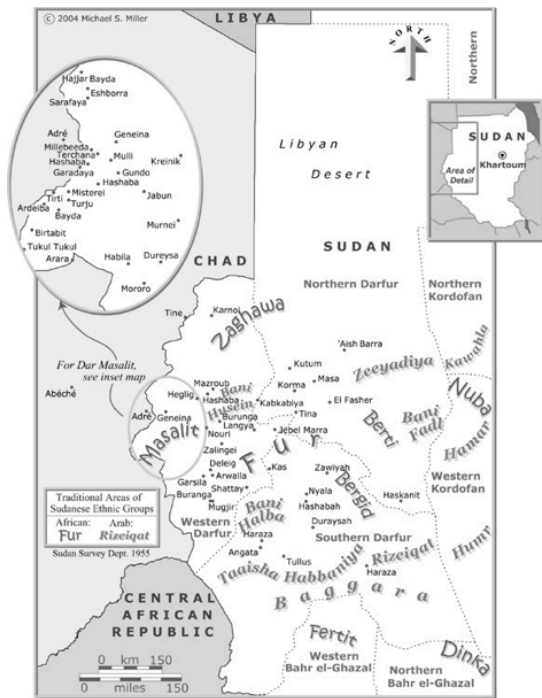 © 2004 Michael S. Miller
LIBYA
NORTH
Northern
Hajjar Bayda
Eshborra
Sarafaya
Geneina
Adré
Millebeeda
Terchana
Mulli
Kreinik
Hashaba
Garadaya
Gundo
Hashaba
Tirti
Misterei
Jabun
Ardeiba
Turju
Bayda
Birtabit
Murnei
Tukul Tukul
Arara
Habila
Dureysa
Mororo
Libyan
Desert
SUDAN
Khartoum
Area of
Detail
SUDAN
CHAD
Northern Darfur
Northern
Kordofan
Tine
Karnoi
Zaghawa
'Aish Barra
Zeeyadiya
Kawahla
For Dar Masalit,
see inset map
Kutum
Masa
Abéché
Mazroub
Bani
Husein
Heglig
Hashaba
Korma
Kabkabiya
El Fasher
Nuba
Adré
Geneina
Burunga
Tina
Berti
Bani
Fadl
Langya
Jebel Marra
Hamar
Masalit
Nouri
Zalingei
Fur
Deleig
Kas
Zawiyah
Western
Kordofan
Garsila
Arwalla
Shattay
Nyala
Bergid
Haskanit
Buranga
Mugjir
Hashabah
Traditional Areas of
Sudanese Ethnic Groups
African:
Arab:
Fur
Rizeiqat
Sudan Survey Dept. 1955
Western
Darfur
Bani
Halba
Duraysah
Southern Darfur
Humr
Haraza
Angata
Tullus
Rizeiqat
Taaisha
Habbaniya
Haraza
Baggara
CENTRAL
AFRICAN
REPUBLIC
Fertit
Dinka
Western
Bahr el-Ghazal
Northern
Bahr el-Ghazal
0 km 150
0 miles 150